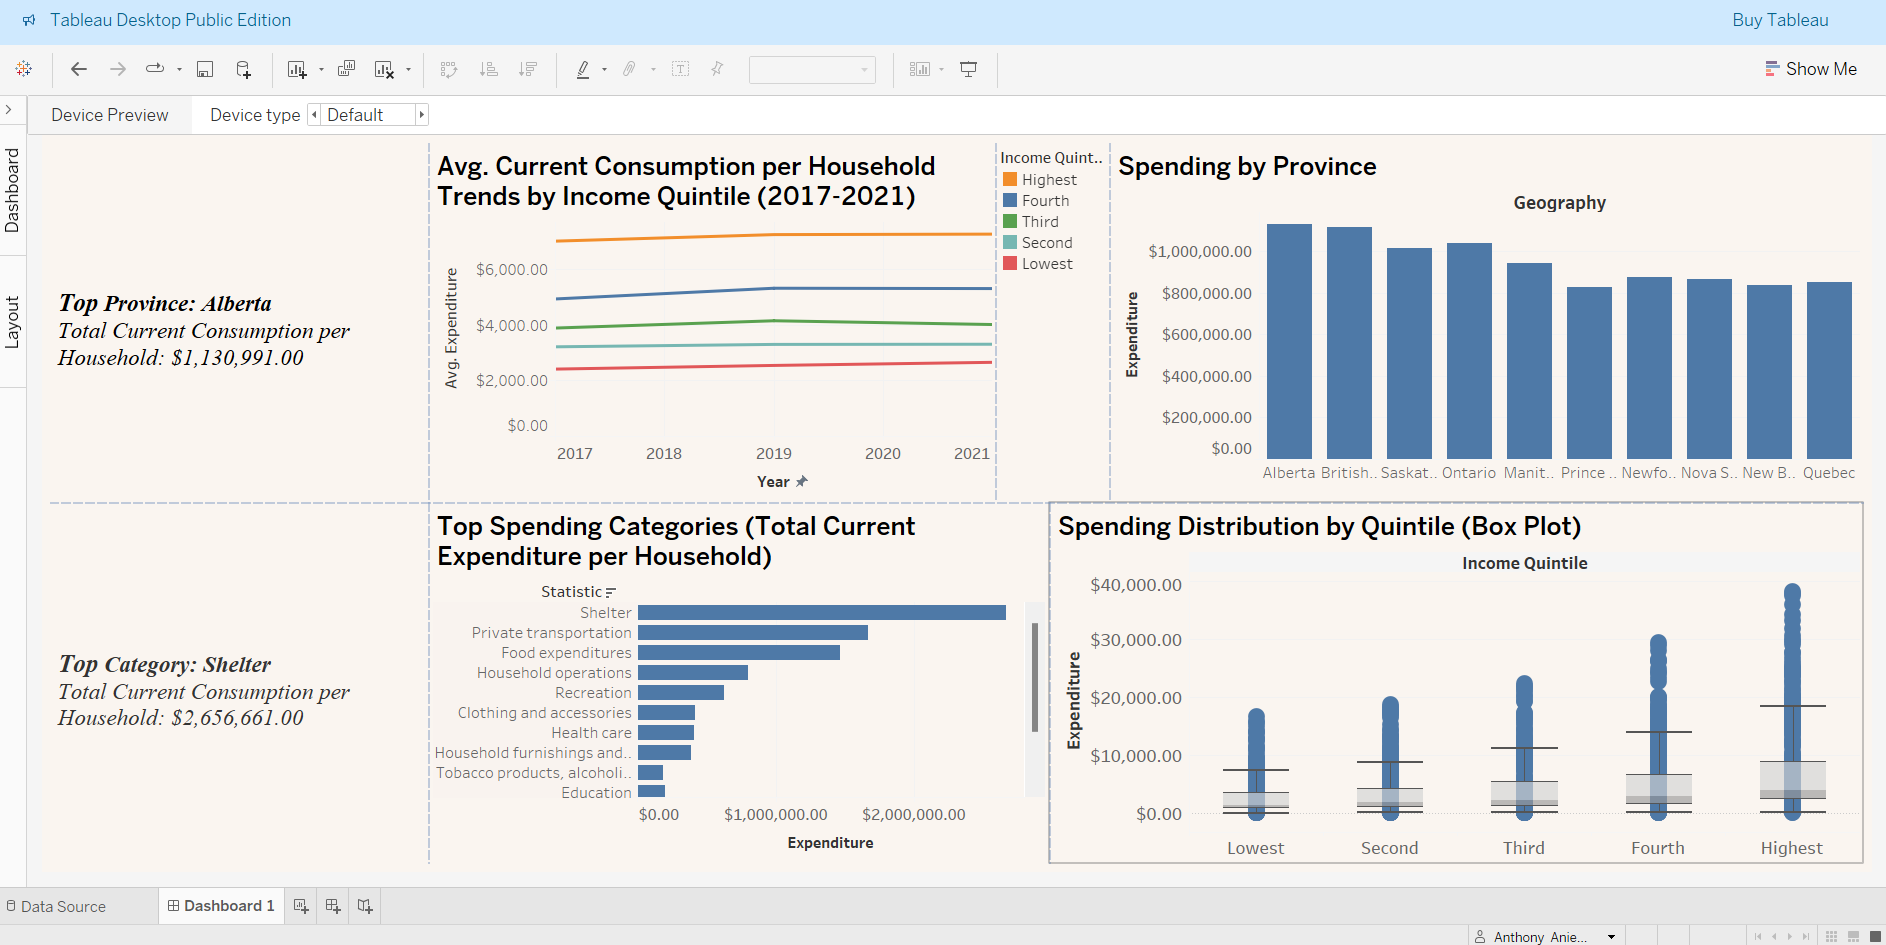 Tableau Desktop Public Edition
Buy Tableau
Show Me
Device Preview
Device type
Default
Dashboard
Layout
Top Province: Alberta
Total Current Consumption per
Household: $1,130,991.00
Avg. Current Consumption per Household
Trends by Income Quintile (2017-2021)
Avg. Expenditure
$6,000.00
$4,000.00
$2,000.00
$0.00
2017
2018
2019
2020
2021
Year
Income Quint..
Highest
Fourth
Third
Second
Lowest
Spending by Province
Geography
Expenditure
$1,000,000.00
$800,000.00
$600,000.00
$400,000.00
$200,000.00
$0.00
Alberta
British..
Saskat..
Ontario
Manit..
Prince ..
Newfo..
Nova S..
New B..
Quebec
Top Category: Shelter
Total Current Consumption per
Household: $2,656,661.00
Top Spending Categories (Total Current
Expenditure per Household)
Statistic
Shelter
Private transportation
Food expenditures
Household operations
Recreation
Clothing and accessories
Health care
Household furnishings and..
Tobacco products, alcoholi..
Education
$0.00
$1,000,000.00
$2,000,000.00
Expenditure
Spending Distribution by Quintile (Box Plot)
Income Quintile
Expenditure
$40,000.00
$30,000.00
$20,000.00
$10,000.00
$0.00
Lowest
Second
Third
Fourth
Highest
Data Source
Dashboard 1
Anthony Anie...